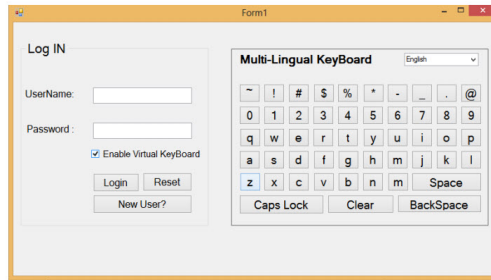 Form1
Log IN
UserName:
Password :
Enable Virtual KeyBoard
Login Reset
New User?
Multi-Lingual KeyBoard English
~ ! # $ % * - _ . @
0 1 2 3 4 5 6 7 8 9
q w e r t y u i o p
a s d f g h m j k l
z x c v b n m Space
Caps Lock Clear BackSpace